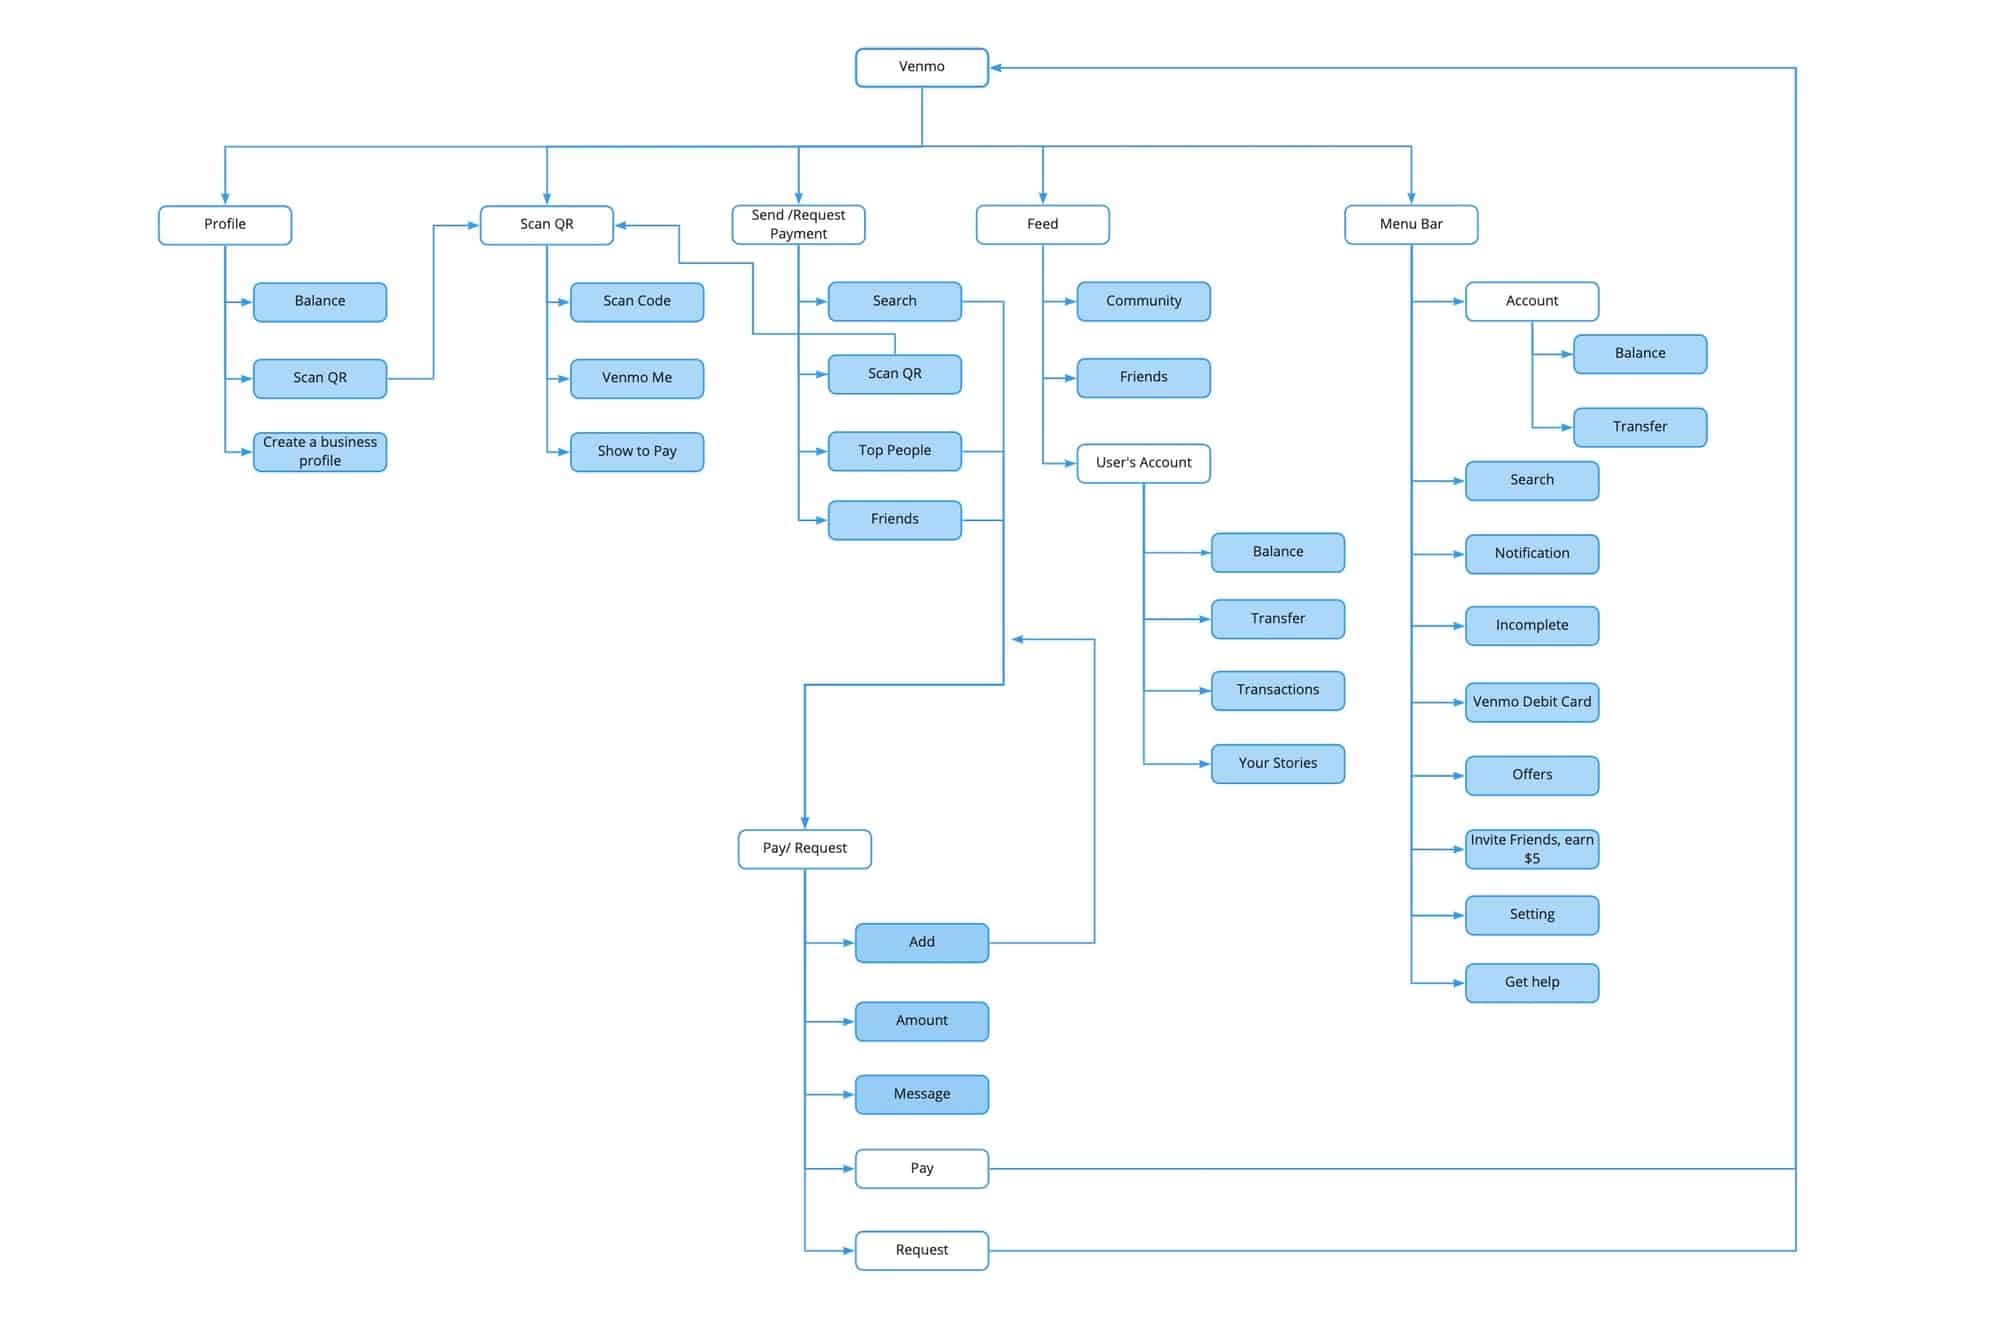 Venmo
Profile
Scan QR
Send /Request
Payment
Feed
Menu Bar
Balance
Scan QR
Create a business
profile
Scan Code
Venmo Me
Show to Pay
Search
Scan QR
Top People
Friends
Community
Friends
User's Account
Balance
Transfer
Transactions
Your Stories
Account
Balance
Transfer
Search
Notification
Incomplete
Venmo Debit Card
Offers
Invite Friends, earn
$5
Setting
Get help
Pay/ Request
Add
Amount
Message
Pay
Request